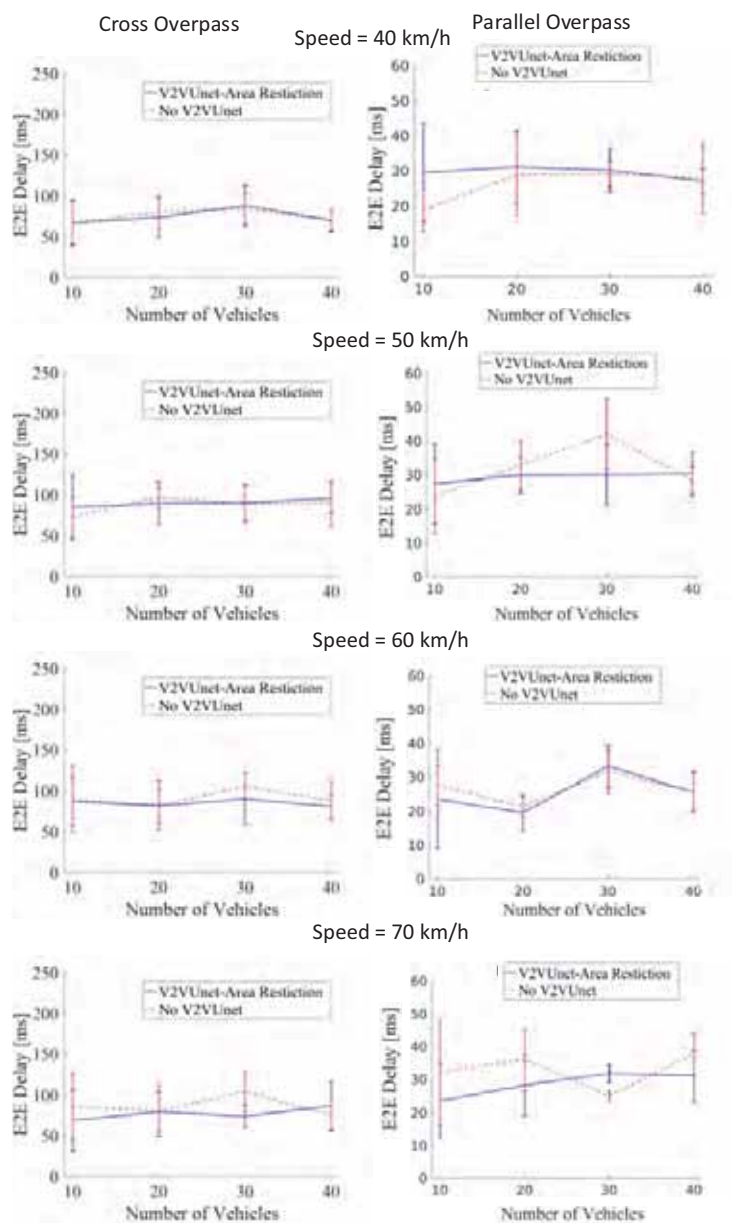 Cross Overpass
Parallel Overpass
Speed = 40 km/h
250
200
150
100
50
0
E2E Delay [ms]
V2VUnet-Area Restiction
No V2VUnet
10 20 30 40
Number of Vehicles
60
50
40
30
20
10
0
E2E Delay [ms]
V2VUnet-Area Restiction
No V2VUnet
10 20 30 40
Number of Vehicles
Speed = 50 km/h
250
200
150
100
50
0
E2E Delay [ms]
V2VUnet-Area Restiction
No V2VUnet
10 20 30 40
Number of Vehicles
60
50
40
30
20
10
0
E2E Delay [ms]
V2VUnet-Area Restiction
No V2VUnet
10 20 30 40
Number of Vehicles
Speed = 60 km/h
250
200
150
100
50
0
E2E Delay [ms]
V2VUnet-Area Restiction
No V2VUnet
10 20 30 40
Number of Vehicles
60
50
40
30
20
10
0
E2E Delay [ms]
V2VUnet-Area Restiction
No V2VUnet
10 20 30 40
Number of Vehicles
Speed = 70 km/h
250
200
150
100
50
0
E2E Delay [ms]
V2VUnet-Area Restiction
No V2VUnet
10 20 30 40
Number of Vehicles
60
50
40
30
20
10
0
E2E Delay [ms]
V2VUnet-Area Restiction
No V2VUnet
10 20 30 40
Number of Vehicles